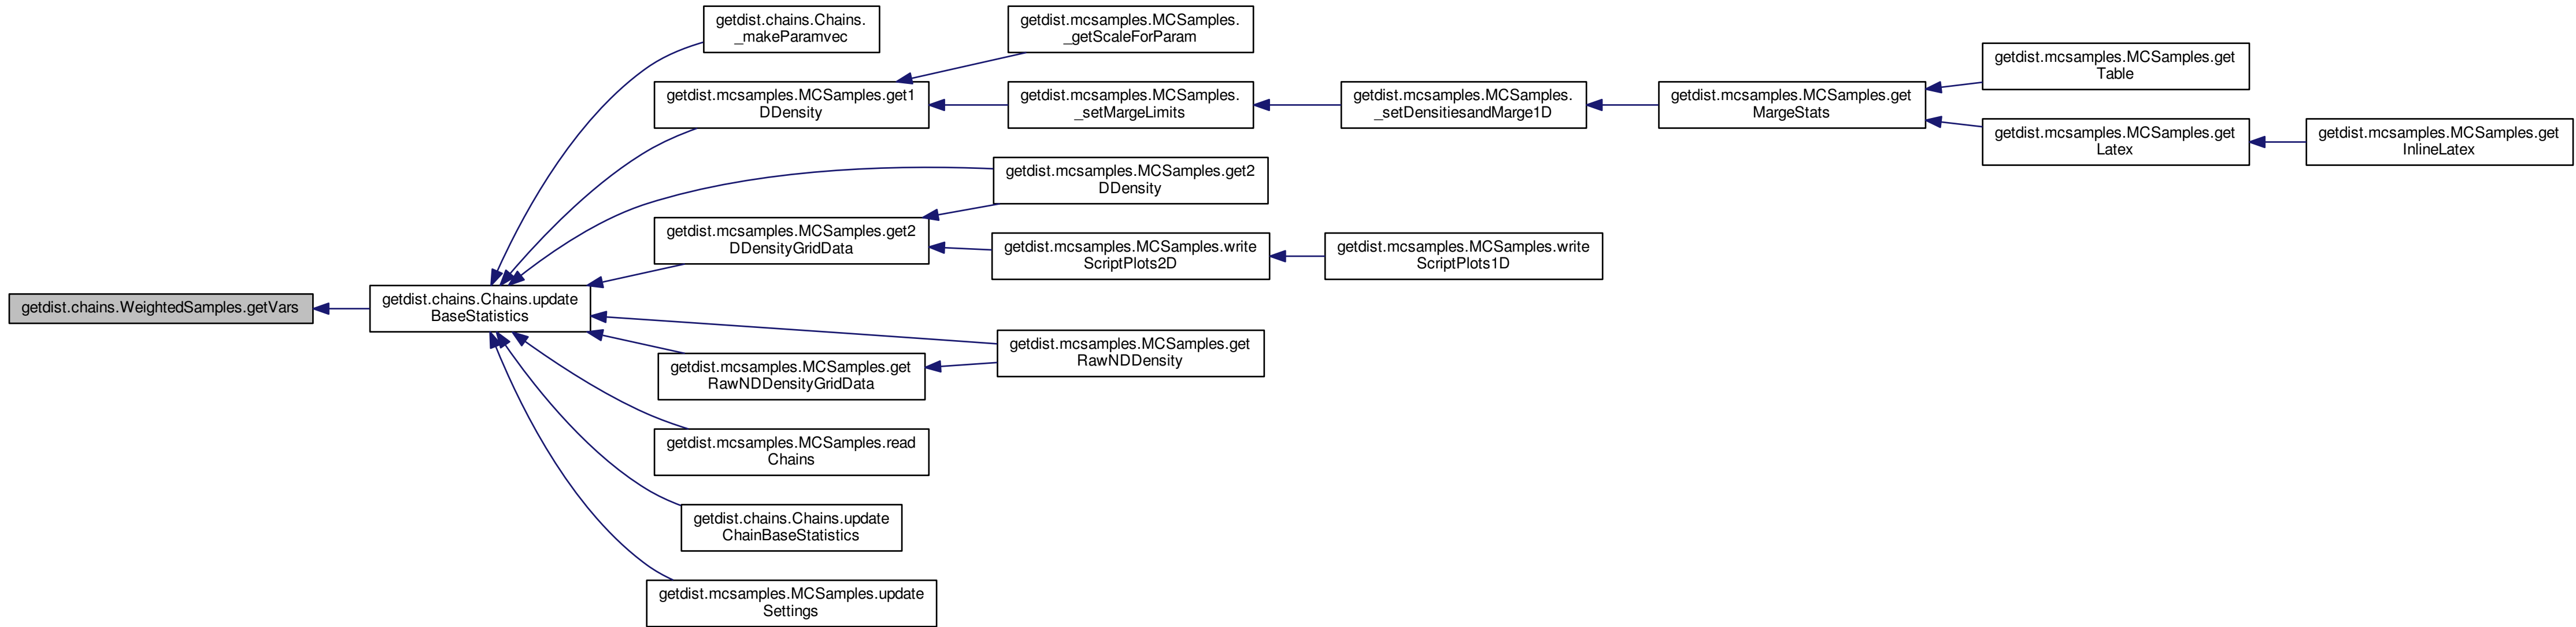 getdist.chains.WeightedSamples.getVars
getdist.chains.Chains.update
BaseStatistics
getdist.chains.Chains.
_makeParamvec
getdist.mcsamples.MCSamples.get1
DDensity
getdist.mcsamples.MCSamples.get2
DDensityGridData
getdist.mcsamples.MCSamples.get
RawNDDensityGridData
getdist.mcsamples.MCSamples.read
Chains
getdist.chains.Chains.update
ChainBaseStatistics
getdist.mcsamples.MCSamples.update
Settings
getdist.mcsamples.MCSamples.
_getScaleForParam
getdist.mcsamples.MCSamples.
_setMargeLimits
getdist.mcsamples.MCSamples.get2
DDensity
getdist.mcsamples.MCSamples.write
ScriptPlots2D
getdist.mcsamples.MCSamples.get
RawNDDensity
getdist.mcsamples.MCSamples.
_setDensitiesandMarge1D
getdist.mcsamples.MCSamples.write
ScriptPlots1D
getdist.mcsamples.MCSamples.get
MargeStats
getdist.mcsamples.MCSamples.get
Table
getdist.mcsamples.MCSamples.get
Latex
getdist.mcsamples.MCSamples.get
InlineLatex